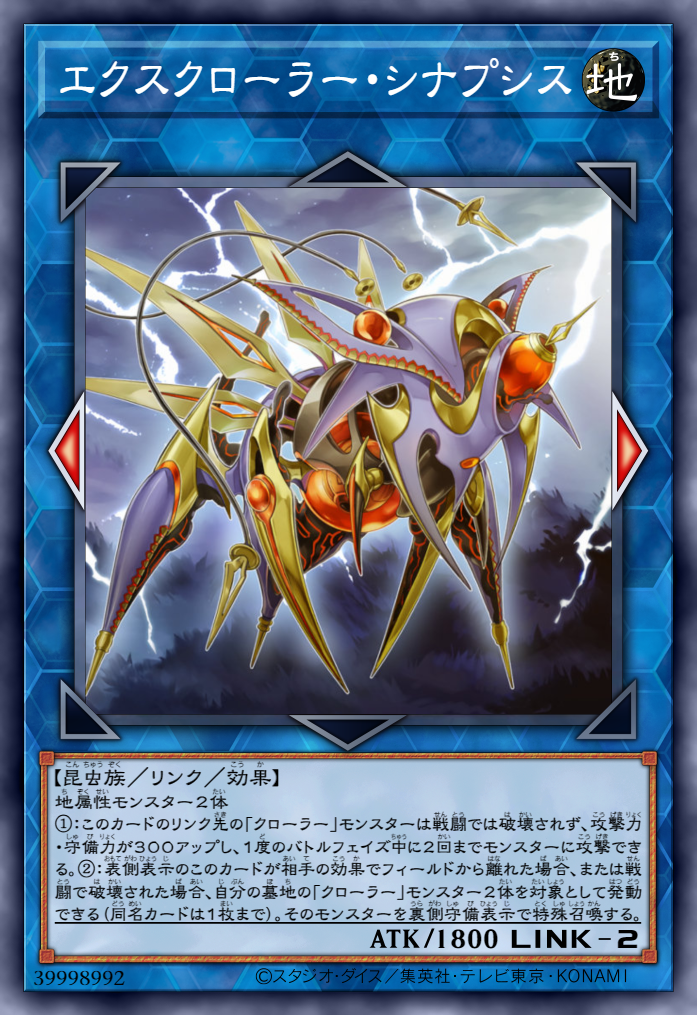 エクスクローラー・シナプシス
地
【昆虫族／リンク／効果】
地属性モンスター２体
①：このカードのリンク先の「クローラー」モンスターは戦闘では破壊されず、攻撃力
・守備力が３００アップし、１度のバトルフェイズ中に２回までモンスターに攻撃でき
る。②：表側表示のこのカードが相手の効果でフィールドから離れた場合、または戦
闘で破壊された場合、自分の墓地の「クローラー」モンスター２体を対象として発動
できる（同名カードは１枚まで）。そのモンスターを裏側守備表示で特殊召喚する。
ATK/1800 LINK-2
39998992 ©スタジオ・ダイス／集英社・テレビ東京・KONAMI